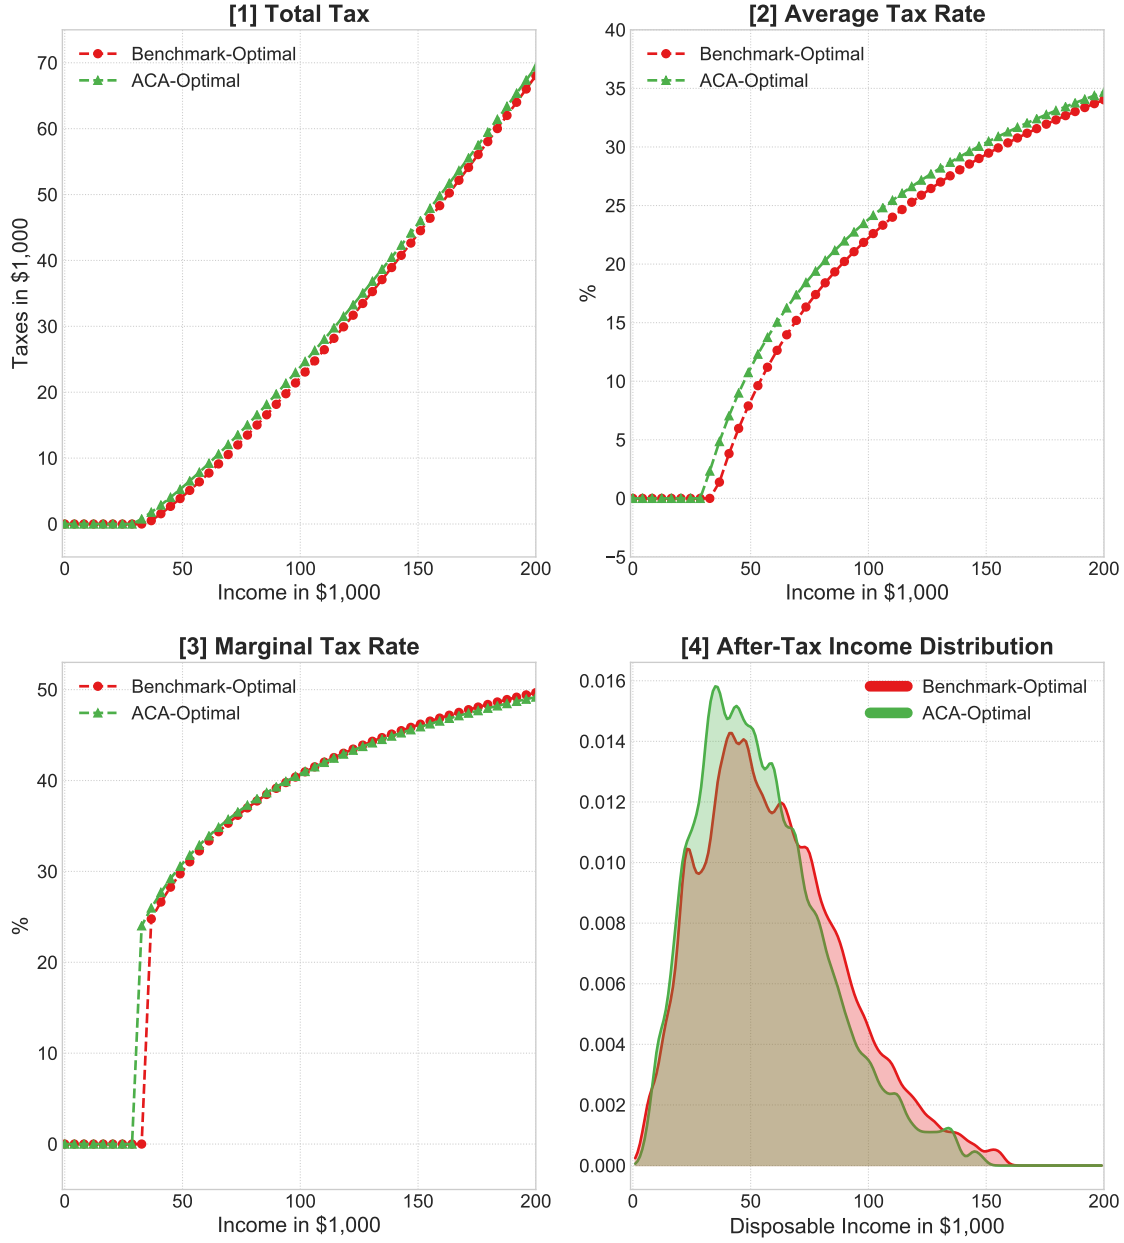 [1] Total Tax
Benchmark-Optimal
ACA-Optimal
Taxes in $1,000
70
60
50
40
30
20
10
0
0 50 100 150 200
Income in $1,000
[2] Average Tax Rate
Benchmark-Optimal
ACA-Optimal
%
40
35
30
25
20
15
10
5
0
−5
0 50 100 150 200
Income in $1,000
[3] Marginal Tax Rate
Benchmark-Optimal
ACA-Optimal
%
50
40
30
20
10
0
0 50 100 150 200
Income in $1,000
[4] After-Tax Income Distribution
Benchmark-Optimal
ACA-Optimal
0.016
0.014
0.012
0.010
0.008
0.006
0.004
0.002
0.000
0 50 100 150 200
Disposable Income in $1,000